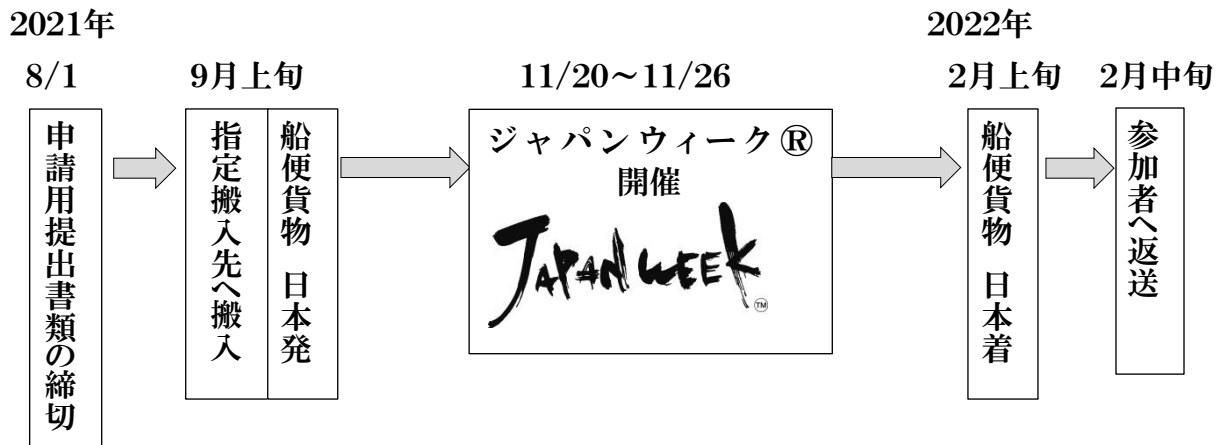 2021年
2022年
8/1
9月上旬
11/20～11/26
2月上旬
2月中旬
申請用提出書類の締切
指定搬入先へ搬入
船便貨物 日本発
ジャパンウィーク®
開催
JAPAN WEEK
TM
船便貨物 日本着
参加者へ返送